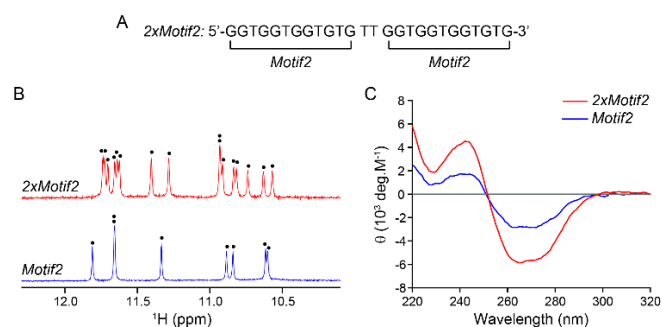 A
2xMotif2: 5'-GGTGGTGGTGTG TT GGTGGTGGTGTG-3'
Motif2 Motif2
B
2xMotif2
Motif2
12.0 11.5 11.0 10.5
¹H (ppm)
C
2xMotif2
Motif2
θ (10³ deg.M⁻¹)
8
6
4
2
0
-2
-4
-6
-8
220 240 260 280 300 320
Wavelength (nm)